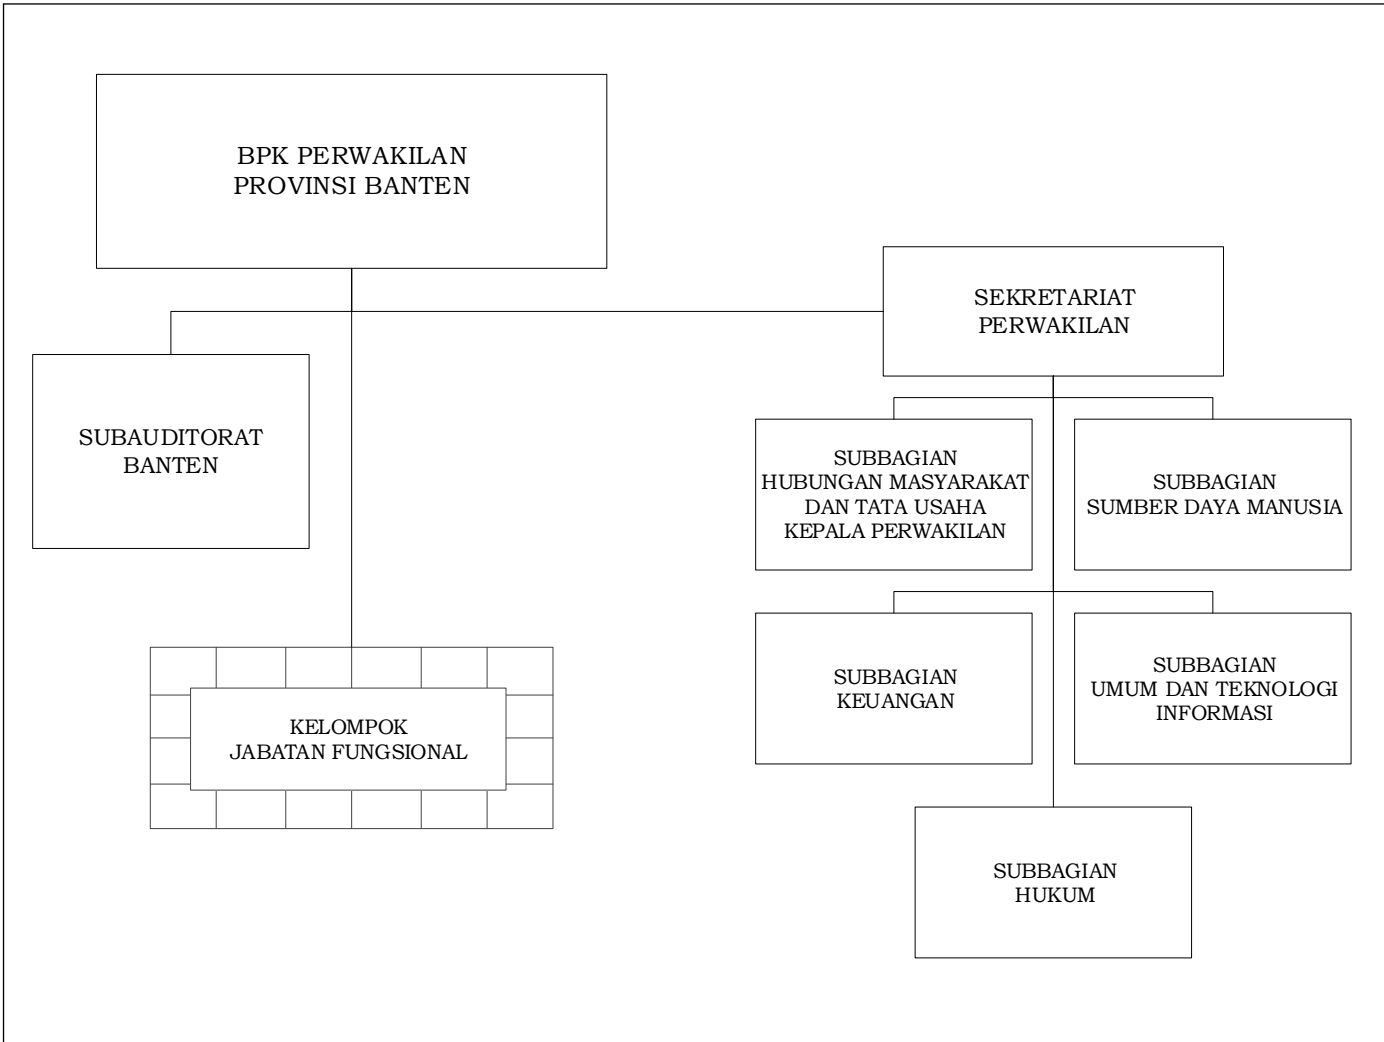 BPK PERWAKILAN
PROVINSI BANTEN
SEKRETARIAT
PERWAKILAN
SUBAUDITORAT
BANTEN
SUBBAGIAN
HUBUNGAN MASYARAKAT
DAN TATA USAHA
KEPALA PERWAKILAN
SUBBAGIAN
SUMBER DAYA MANUSIA
SUBBAGIAN
KEUANGAN
SUBBAGIAN
UMUM DAN TEKNOLOGI
INFORMASI
KELOMPOK
JABATAN FUNGSIONAL
SUBBAGIAN
HUKUM